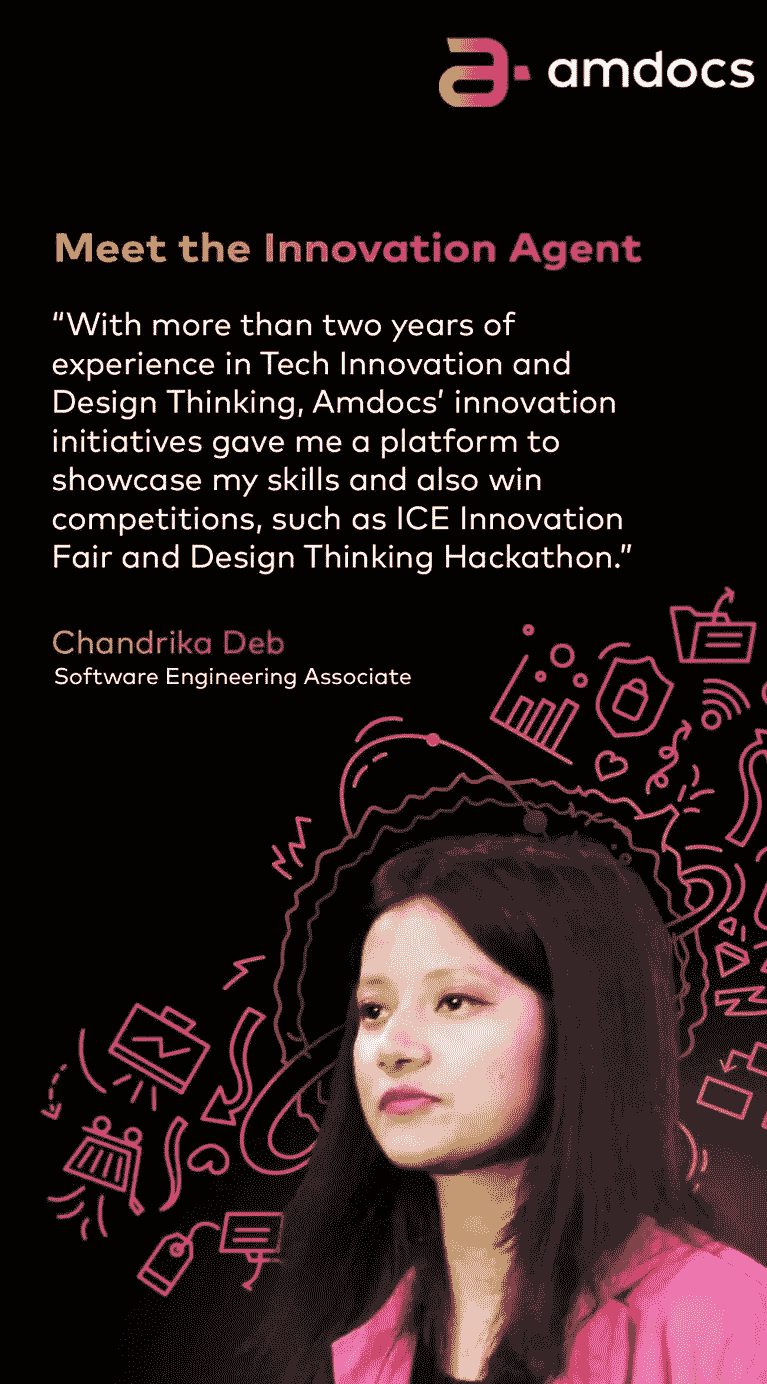 amdocs
Meet the Innovation Agent
“With more than two years of
experience in Tech Innovation and
Design Thinking, Amdocs’ innovation
initiatives gave me a platform to
showcase my skills and also win
competitions, such as ICE Innovation
Fair and Design Thinking Hackathon.”
Chandrika Deb
Software Engineering Associate